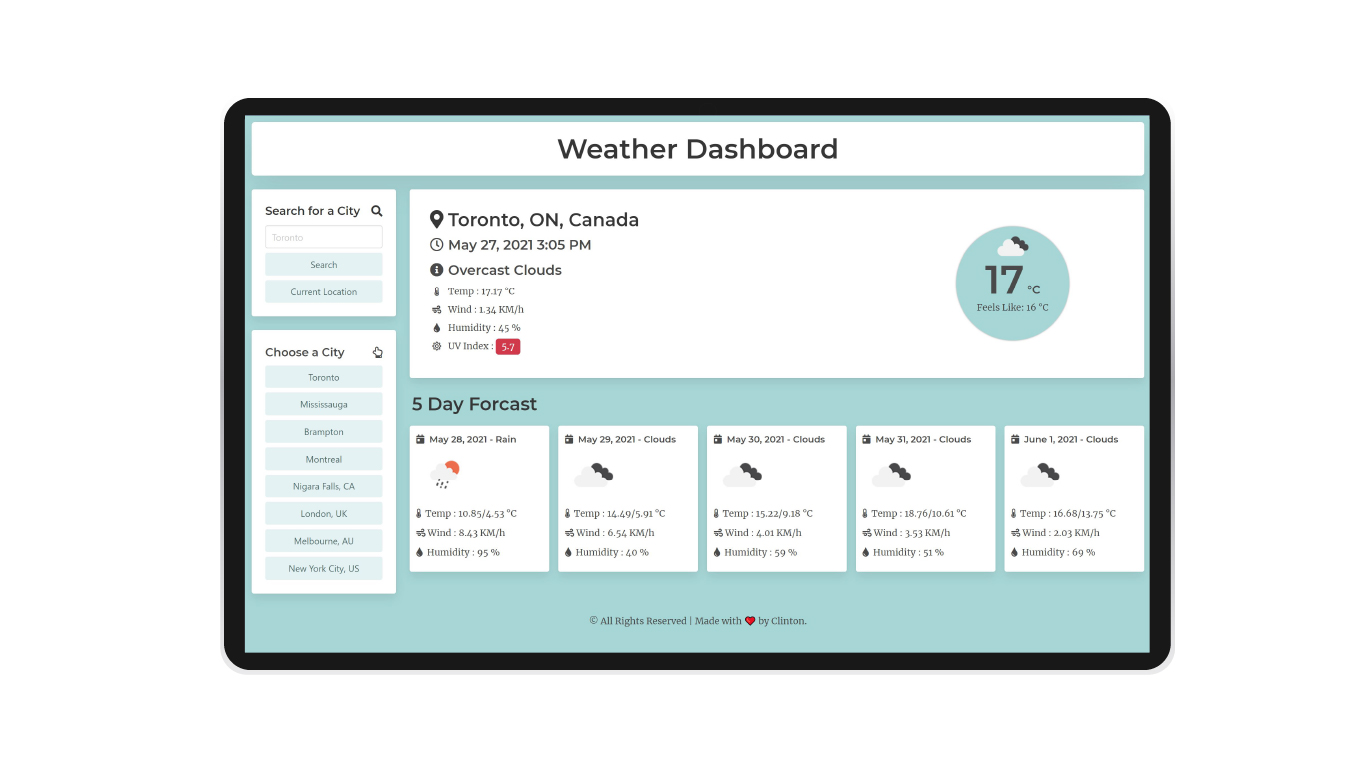 Weather Dashboard
Search for a City
Toronto
Search
Current Location
Choose a City
Toronto
Mississauga
Brampton
Montreal
Nigara Falls, CA
London, UK
Melbourne, AU
New York City, US
Toronto, ON, Canada
May 27, 2021 3:05 PM
Overcast Clouds
Temp : 17.17 °C
Wind : 1.34 KM/h
Humidity : 45 %
UV Index : 5.7
17 °C
Feels Like: 16 °C
5 Day Forcast
May 28, 2021 - Rain
Temp : 10.85/4.53 °C
Wind : 8.43 KM/h
Humidity : 95 %
May 29, 2021 - Clouds
Temp : 14.49/5.91 °C
Wind : 6.54 KM/h
Humidity : 40 %
May 30, 2021 - Clouds
Temp : 15.22/9.18 °C
Wind : 4.01 KM/h
Humidity : 59 %
May 31, 2021 - Clouds
Temp : 18.76/10.61 °C
Wind : 3.53 KM/h
Humidity : 51 %
June 1, 2021 - Clouds
Temp : 16.68/13.75 °C
Wind : 2.03 KM/h
Humidity : 69 %
© All Rights Reserved | Made with ❤ by Clinton.